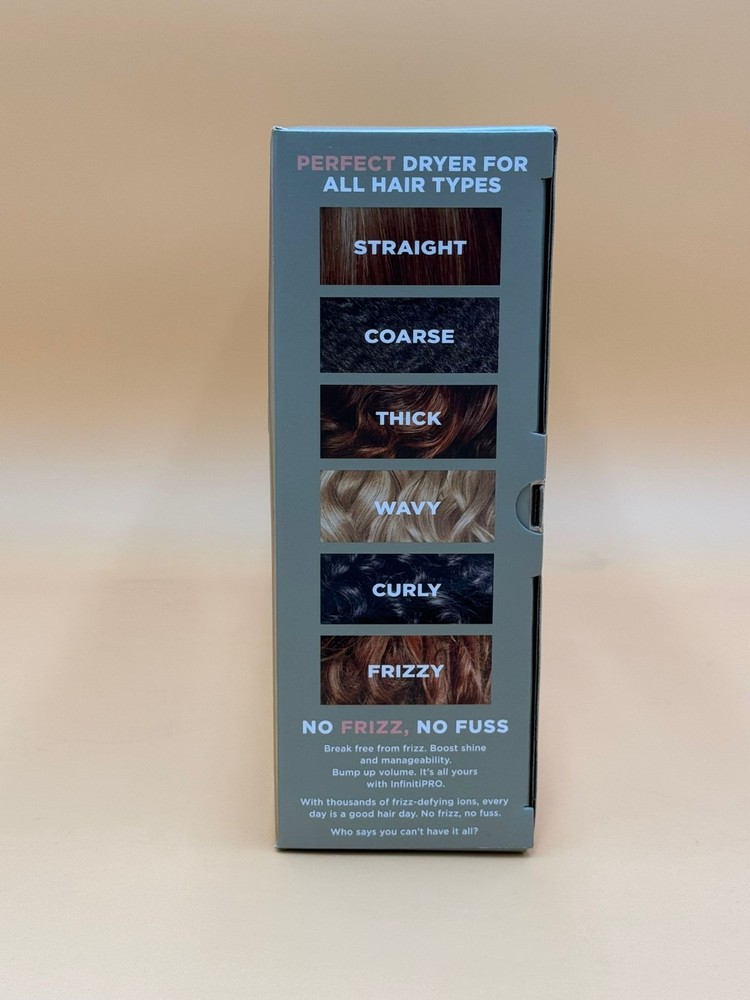 PERFECT DRYER FOR
ALL HAIR TYPES
STRAIGHT
COARSE
THICK
WAVY
CURLY
FRIZZY
NO FRIZZ, NO FUSS
Break free from frizz. Boost shine
and manageability.
Bump up volume. It's all yours
with InfinitiPRO.
With thousands of frizz-defying ions, every
day is a good hair day. No frizz, no fuss.
Who says you can't have it all?